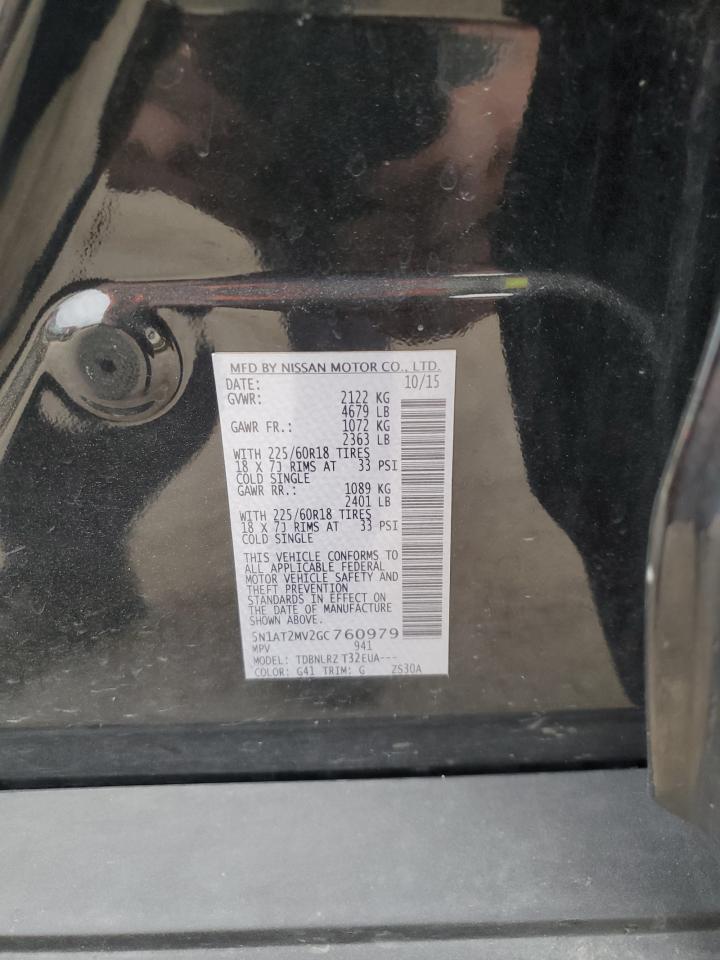 MFD BY NISSAN MOTOR CO., LTD.
DATE: 10/15
GVWR: 2122 KG
4679 LB
GAWR FR.: 1072 KG
2363 LB
WITH 225/60R18 TIRES
18 X 7J RIMS AT 33 PSI
COLD SINGLE
GAWR RR.: 1089 KG
2401 LB
WITH 225/60R18 TIRES
18 X 7J RIMS AT 33 PSI
COLD SINGLE
THIS VEHICLE CONFORMS TO
ALL APPLICABLE FEDERAL
MOTOR VEHICLE SAFETY AND
THEFT PREVENTION
STANDARDS IN EFFECT ON
THE DATE OF MANUFACTURE
SHOWN ABOVE.
5N1AT2MV2GC760979
MPV 941
MODEL: TDBNLRZ T32EUA---
COLOR: G41 TRIM: G ZS30A